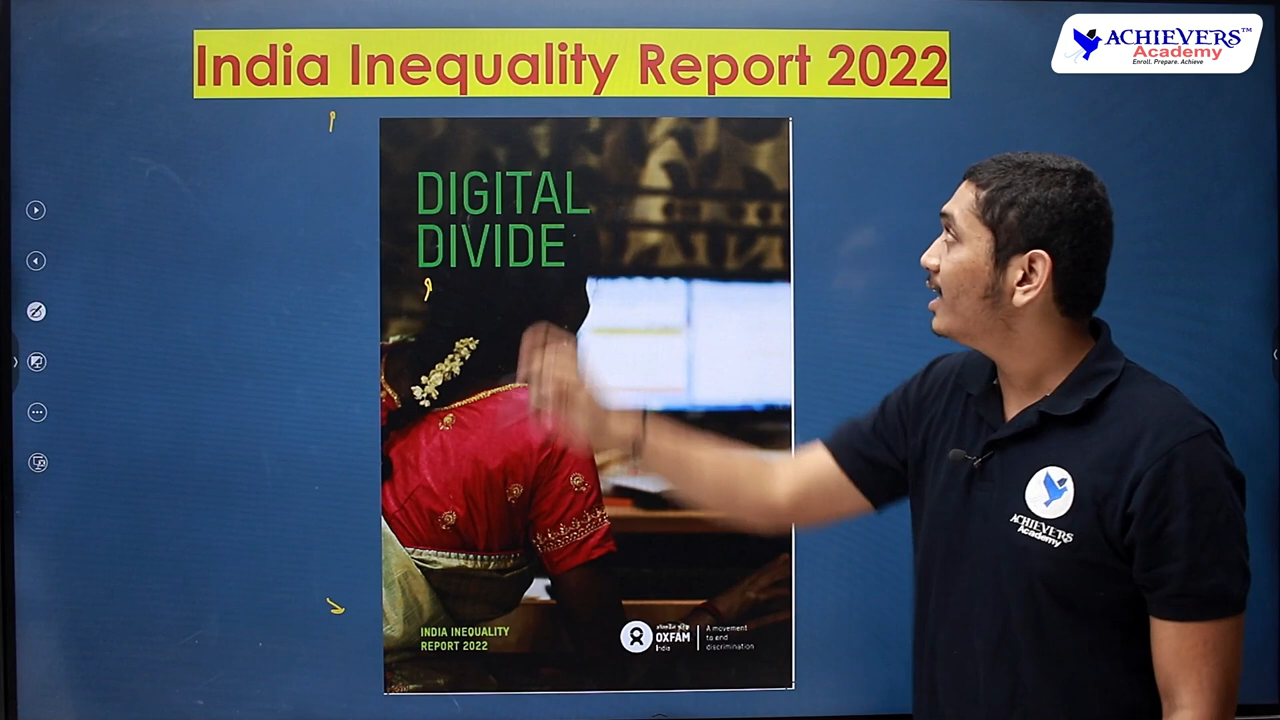 India Inequality Report 2022
ACHIEVERS™
Academy
Enroll. Prepare. Achieve
DIGITAL
DIVIDE
INDIA INEQUALITY
REPORT 2022
OXFAM
India
A movement
to end
discrimination
ACHIEVERS
Academy